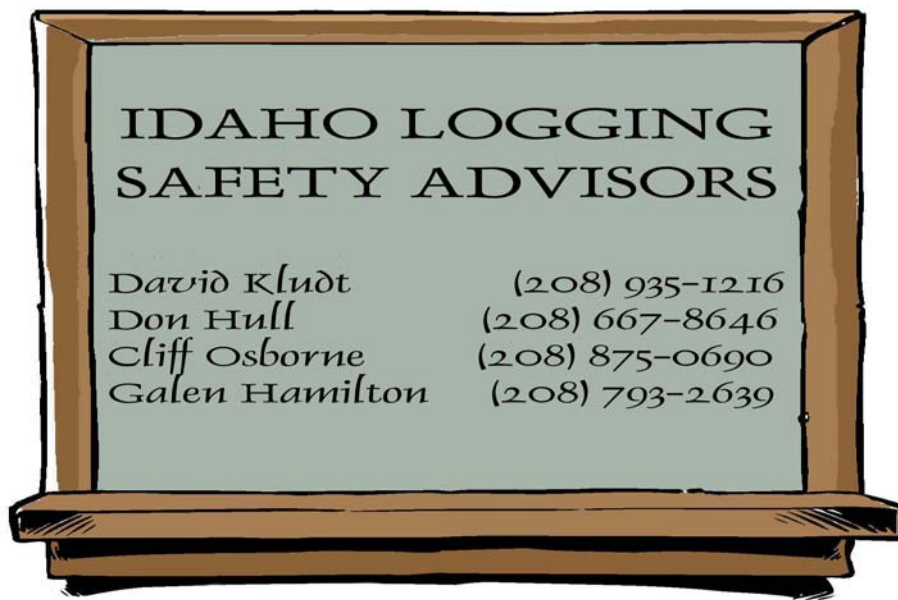 IDAHO LOGGING
SAFETY ADVISORS
David Kludt (208) 935-1216
Don Hull (208) 667-8646
Cliff Osborne (208) 875-0690
Galen Hamilton (208) 793-2639